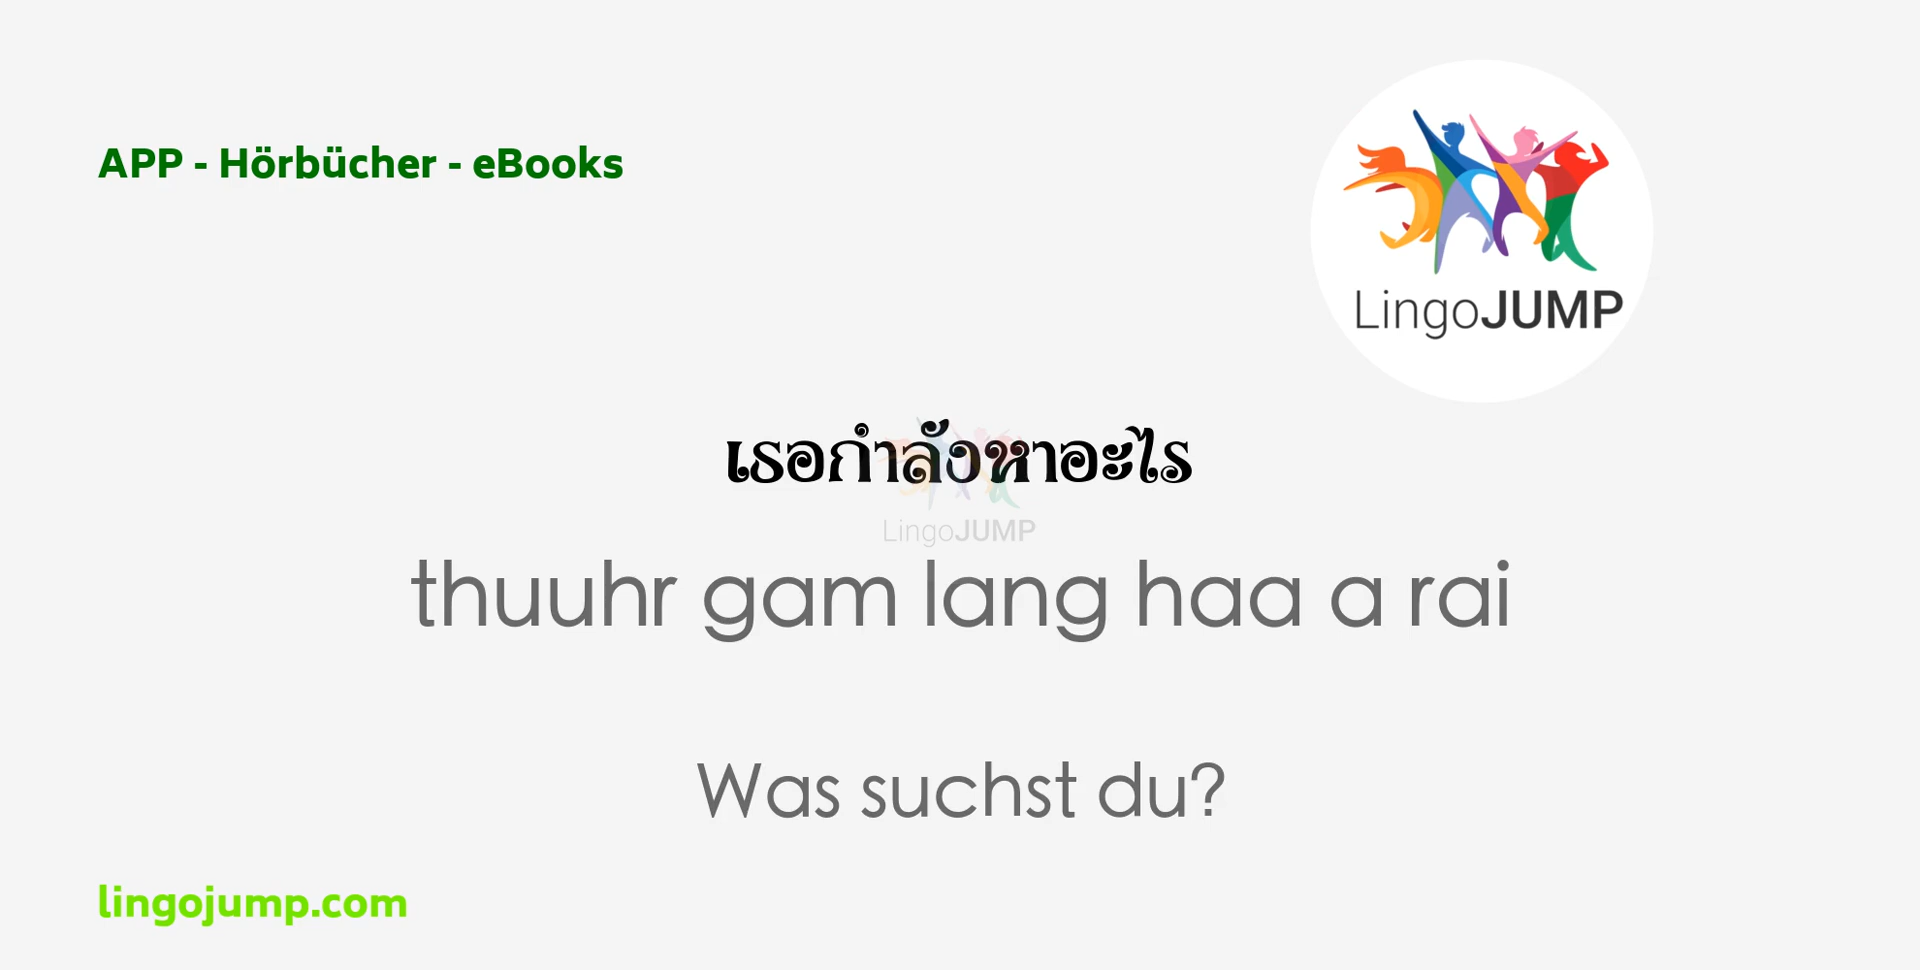 APP - Hörbücher - eBooks
LingoJUMP
เธอกำลังหาอะไร
LingoJUMP
thuuhr gam lang haa a rai
Was suchst du?
lingojump.com